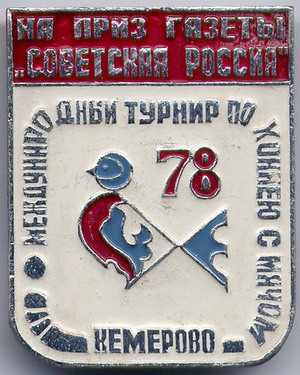 НА ПРИЗ ГАЗЕТЫ
„СОВЕТСКАЯ РОССИЯ"
МЕЖДУНАРОДНЫЙ ТУРНИР ПО ХОККЕЮ С МЯЧОМ
78
КЕМЕРОВО